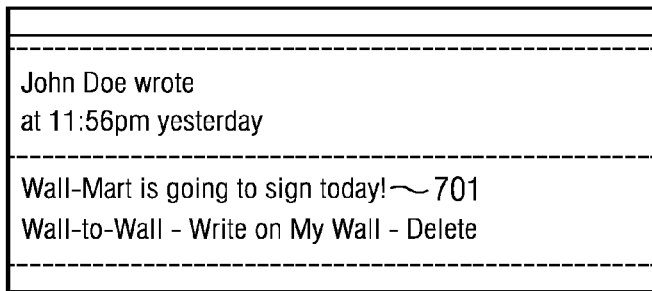 John Doe wrote
at 11:56pm yesterday
Wall-Mart is going to sign today! 701
Wall-to-Wall - Write on My Wall - Delete